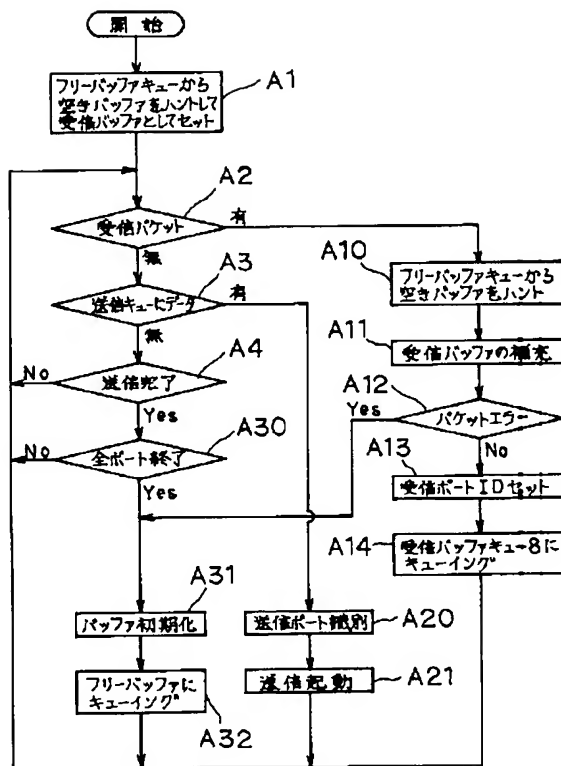 開始
A1
フリーバッファキューから
空きバッファをハントして
受信バッファとしてセット
A2
受信パケット
有
無
A10
フリーバッファキューから
空きバッファをハント
A3
送信キューにデータ
有
無
A11
受信バッファの補充
A4
送信完了
No
Yes
A12
パケットエラー
Yes
No
A30
全ポート終了
No
Yes
A13
受信ポートIDセット
A14
受信バッファキュー8に
キューイング
A31
バッファ初期化
A20
送信ポート識別
A32
フリーバッファに
キューイング
A21
送信起動